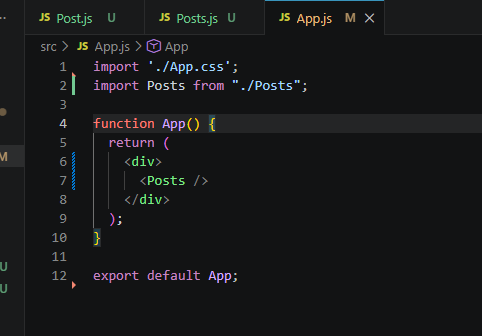 JS Post.js U JS Posts.js U JS App.js M
src > JS App.js > App
1 import './App.css';
2 import Posts from "./Posts";
3
4 function App() {
5 return (
6 <div>
7 <Posts />
8 </div>
9 );
10 }
11
12 export default App;
M
U
U